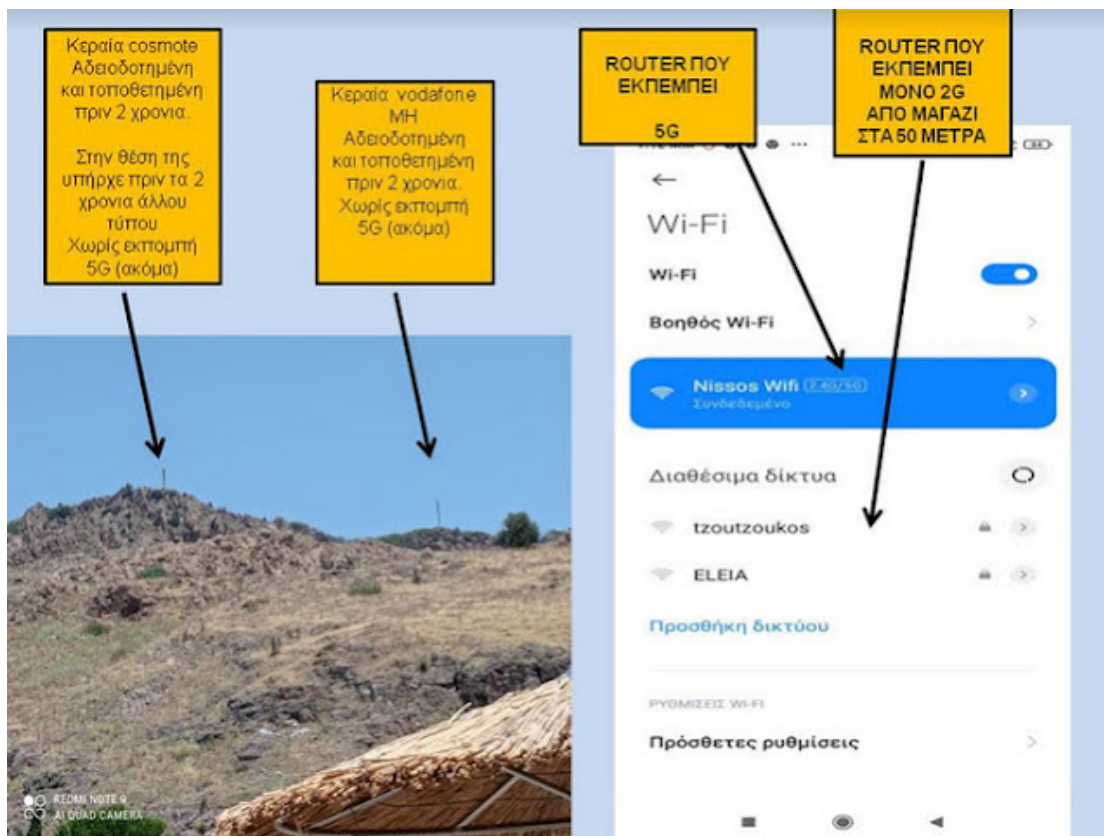 Κεραία cosmote
Αδειοδοτημένη
και τοποθετημένη
πριν 2 χρονια.
Στην θέση της
υπήρχε πριν τα 2
χρονια άλλου
τύπου
Χωρίς εκπομπή
5G (ακόμα)
Κεραία vodafone
ΜΗ
Αδειοδοτημένη
και τοποθετημένη
πριν 2 χρονια.
Χωρίς εκπομπή
5G (ακόμα)
ROUTER ΠΟΥ
ΕΚΠΕΜΠΕΙ
5G
ROUTER ΠΟΥ
ΕΚΠΕΜΠΕΙ
ΜΟΝΟ 2G
ΑΠΟ ΜΑΓΑΖΙ
ΣΤΑ 50 ΜΕΤΡΑ
Wi-Fi
Wi-Fi
Βοηθός Wi-Fi
Nissos Wifi 2.4G/5G
Συνδεδεμένο
Διαθέσιμα δίκτυα
tzoutzoukos
ELEIA
Προσθήκη δικτύου
ΡΥΘΜΙΣΕΙΣ WI-FI
Πρόσθετες ρυθμίσεις
REDMI NOTE 9
AI QUAD CAMERA